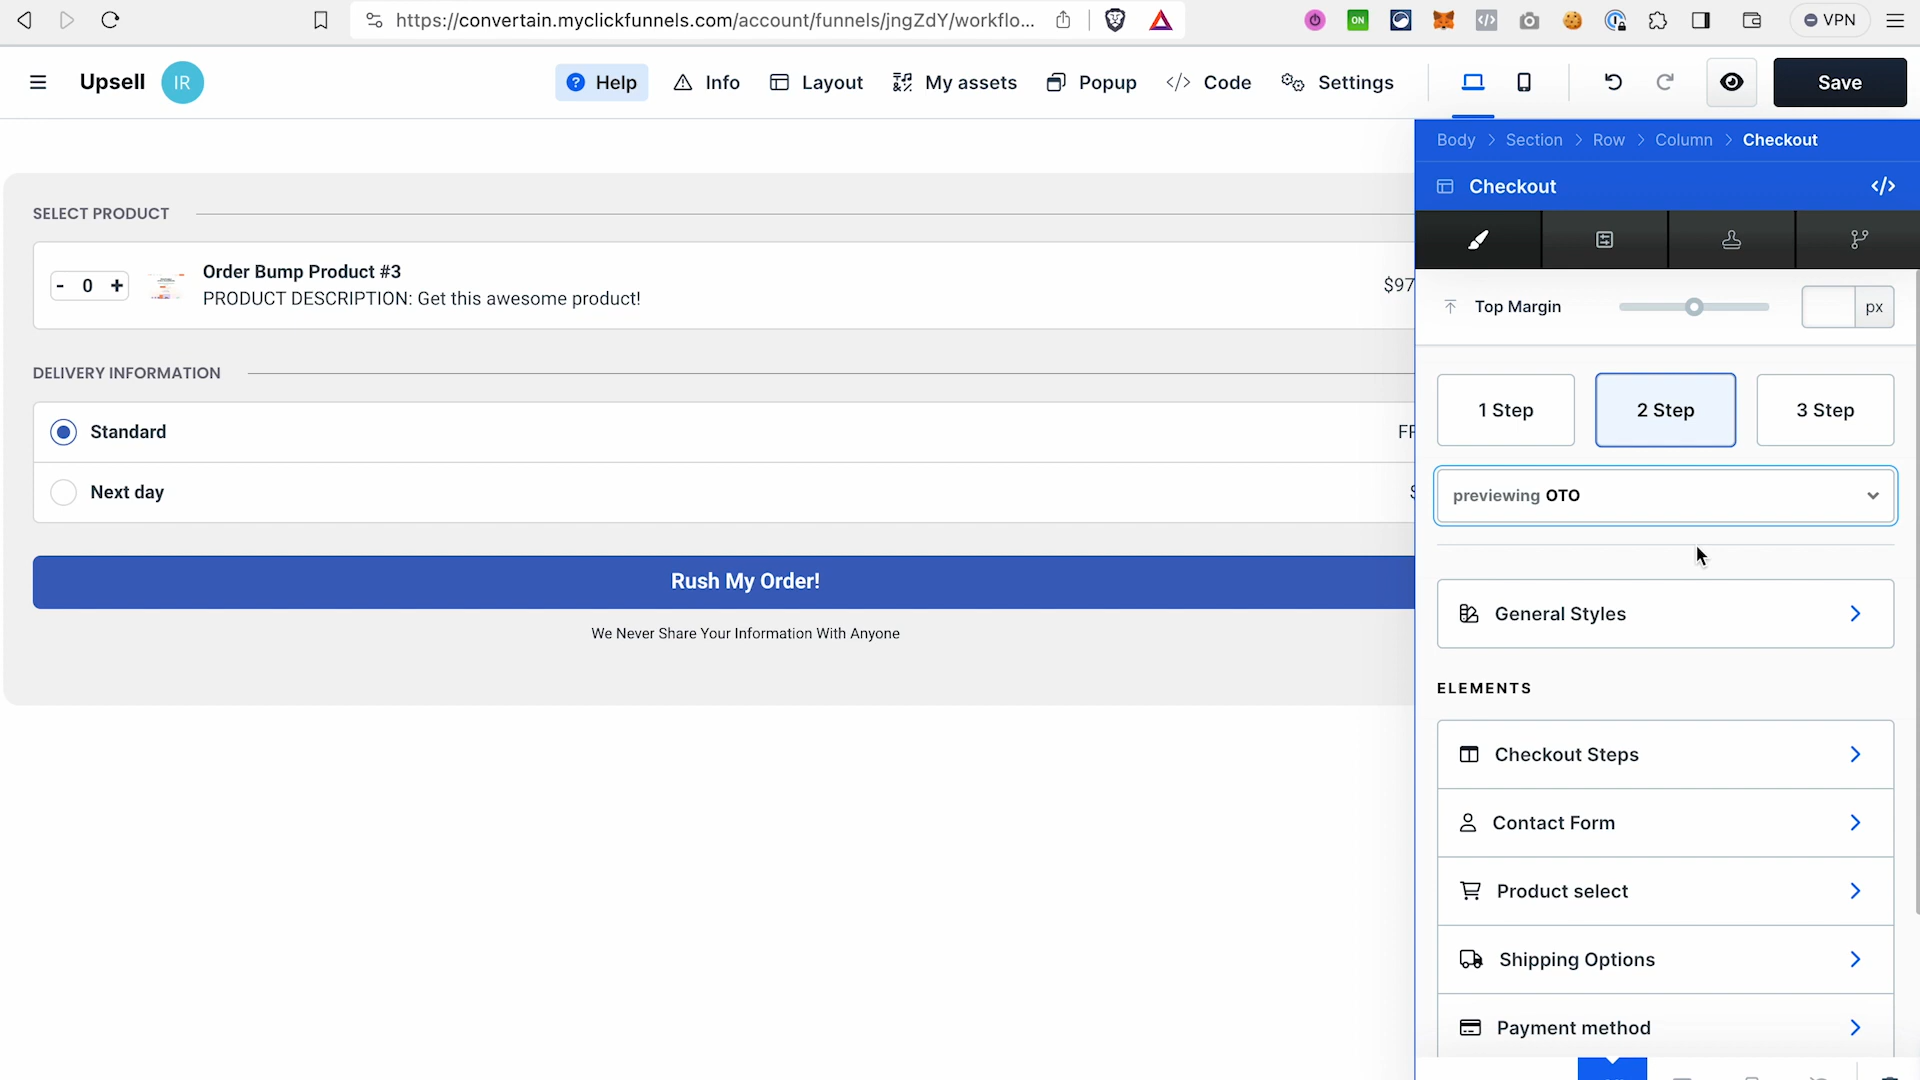 https://convertain.myclickfunnels.com/account/funnels/jngZdY/workflo...
ON
VPN
Upsell
IR
Help
Info
Layout
My assets
Popup
Code
Settings
Save
Body > Section > Row > Column > Checkout
Checkout
Top Margin
px
1 Step
2 Step
3 Step
previewing OTO
General Styles
ELEMENTS
Checkout Steps
Contact Form
Product select
Shipping Options
Payment method
SELECT PRODUCT
- 0 +
Order Bump Product #3
PRODUCT DESCRIPTION: Get this awesome product!
$97
DELIVERY INFORMATION
Standard
Next day
$
Rush My Order!
We Never Share Your Information With Anyone